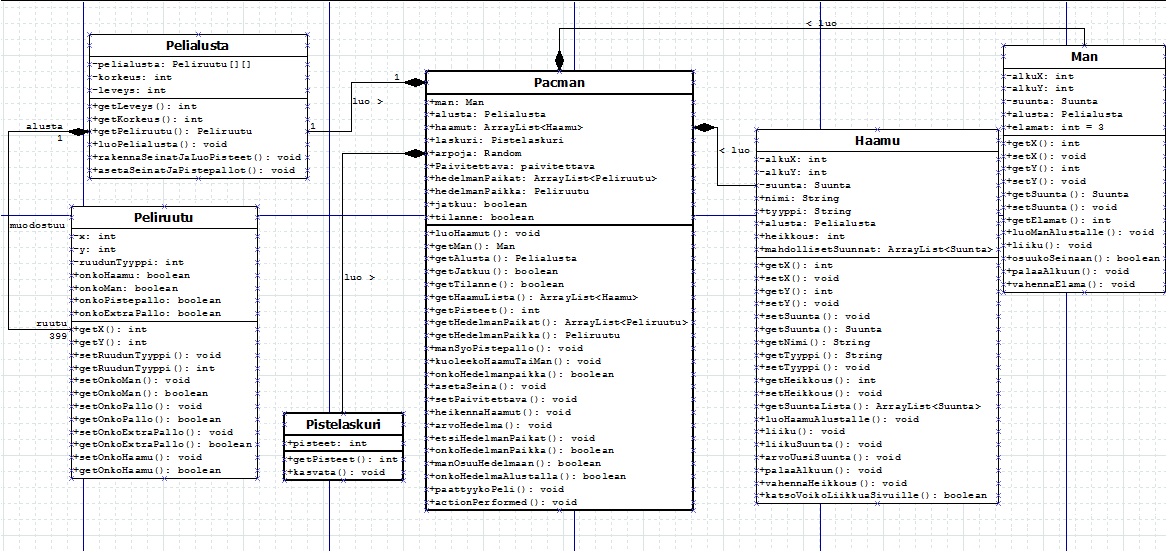 Pelialusta
-pelialusta: Peliruutu[][]
-korkeus: int
-leveys: int
+getLeveys(): int
+getKorkeus(): int
+getPeliruutu(): Peliruutu
+luoPelialusta(): void
+rakennaSeinatJaLuoPisteet(): void
+asetaSeinatJaPistepallot(): void
alusta
1
muodostuu
ruutu
399
Peliruutu
-x: int
-y: int
-ruudunTyyppi: int
+onkoHaamu: boolean
+onkoMan: boolean
+onkoPistepallo: boolean
+onkoExtraPallo: boolean
+getX(): int
+getY(): int
+setRuudunTyyppi(): void
+getRuudunTyyppi(): int
+setOnkoMan(): void
+getOnkoMan(): boolean
+setOnkoPallo(): void
+getOnkoPallo(): boolean
+setOnkoExtraPallo(): void
+getOnkoExtraPallo(): boolean
+setOnkoHaamu(): void
+getOnkoHaamu(): boolean
1
luo >
1
luo >
Pistelaskuri
+pisteet: int
+getPisteet(): int
+kasvata(): void
Pacman
+man: Man
+alusta: Pelialusta
+haamut: ArrayList<Haamu>
+laskuri: Pistelaskuri
+arpoja: Random
+Paivitettava: paivitettava
+hedelmanPaikat: ArrayList<Peliruutu>
+hedelmanPaikka: Peliruutu
+jatkuu: boolean
+tilanne: boolean
+luoHaamut(): void
+getMan(): Man
+getAlusta(): Pelialusta
+getJatkuu(): boolean
+getTilanne(): boolean
+getHaamuLista(): ArrayList<Haamu>
+getPisteet(): int
+getHedelmanPaikat(): ArrayList<Peliruutu>
+getHedelmanPaikka(): Peliruutu
+manSyoPistepallo(): void
+kuoleekoHaamuTaiMan(): void
+onkoHedelmanpaikka(): boolean
+asetaSeina(): void
+setPaivitettava(): void
+heikennaHaamut(): void
+arvoHedelma(): void
+etsiHedelmanPaikat(): void
+onkoHedelmanPaikka(): boolean
+manOsuuHedelmaan(): boolean
+onkoHedelmaAlustalla(): boolean
+paattyykoPeli(): void
+actionPerformed(): void
< luo
< luo
Haamu
-alkuX: int
-alkuY: int
-suunta: Suunta
+nimi: String
+tyyppi: String
+alusta: Pelialusta
+heikkous: int
+mahdollisetSuunnat: ArrayList<Suunta>
+getX(): int
+setX(): void
+getY(): int
+setY(): void
+setSuunta(): void
+getSuunta(): Suunta
+getNimi(): String
+getTyyppi(): String
+setTyyppi(): void
+getHeikkous(): int
+setHeikkous(): void
+getSuuntaLista(): ArrayList<Suunta>
+luoHaamuAlustalle(): void
+liiku(): void
+liikuSuunta(): void
+arvoUusiSuunta(): void
+palaaAlkuun(): void
+vahennaHeikkous(): void
+katsoVoikoLiikkuaSivuille(): boolean
Man
-alkuX: int
-alkuY: int
-suunta: Suunta
+alusta: Pelialusta
+elamat: int = 3
+getX(): int
+setX(): void
+getY(): int
+setY(): void
+getSuunta(): Suunta
+setSuunta(): void
+getElamat(): int
+luoManAlustalle(): void
+liiku(): void
+osuukoSeinaan(): boolean
+palaaAlkuun(): void
+vahennaElama(): void